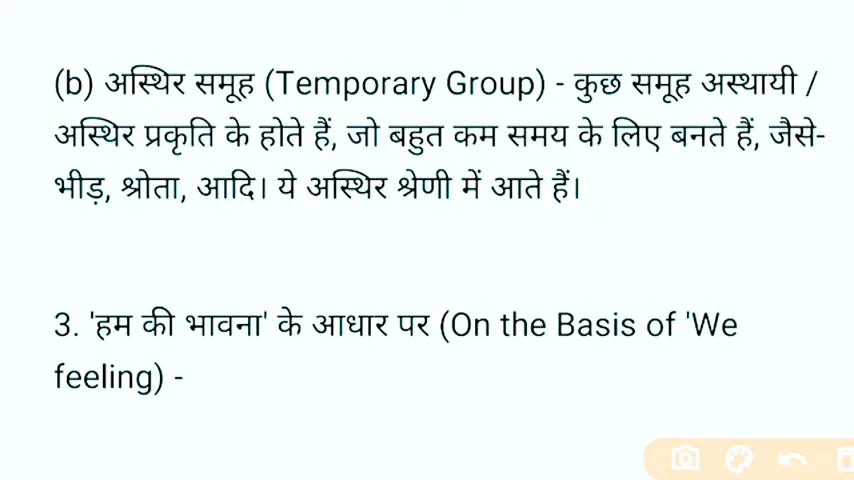 (b) अस्थिर समूह (Temporary Group) - कुछ समूह अस्थायी /
अस्थिर प्रकृति के होते हैं, जो बहुत कम समय के लिए बनते हैं, जैसे-
भीड़, श्रोता, आदि। ये अस्थिर श्रेणी में आते हैं।
3. 'हम की भावना' के आधार पर (On the Basis of 'We
feeling) -